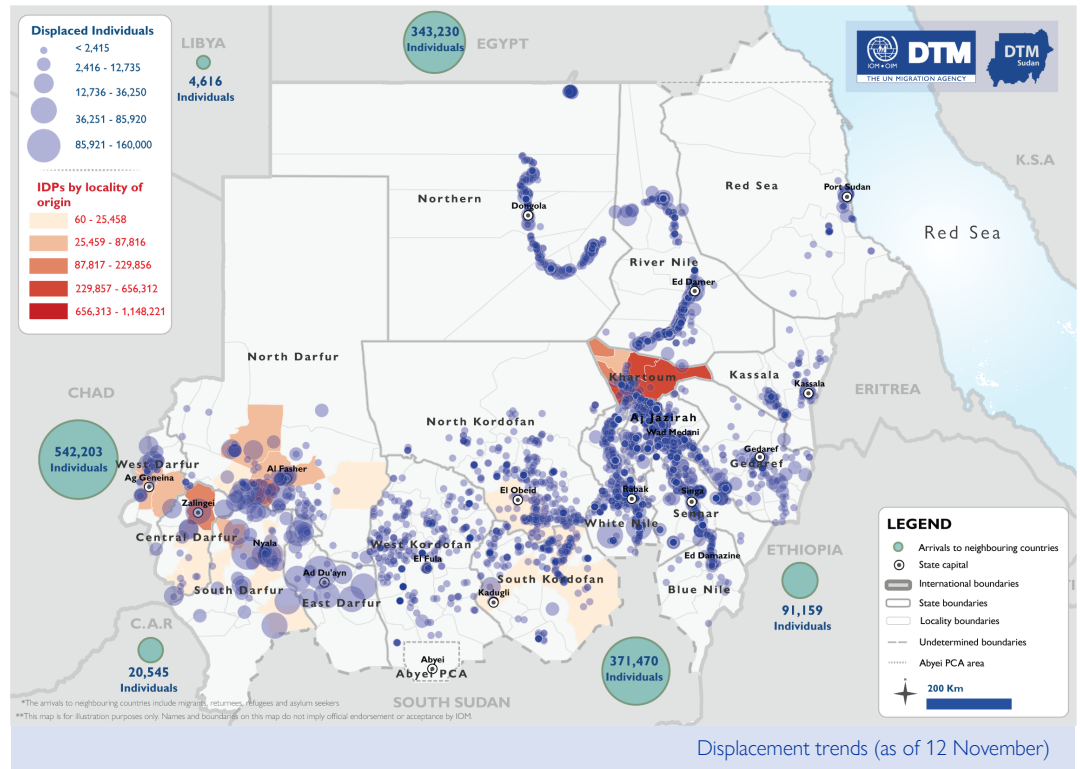 Displaced Individuals
< 2,415
2,416 - 12,735
12,736 - 36,250
36,251 - 85,920
85,921 - 160,000
IDPs by locality of
origin
60 - 25,458
25,459 - 87,816
87,817 - 229,856
229,857 - 656,312
656,313 - 1,148,221
LIBYA
4,616
Individuals
343,230
Individuals
EGYPT
IOM • OIM
DTM
THE UN MIGRATION AGENCY
DTM
Sudan
K.S.A
Red Sea
Northern
Dongola
Red Sea
Port Sudan
River Nile
Ed Damer
North Darfur
Khartoum
Kassala
Kassala
ERITREA
CHAD
542,203
Individuals
North Kordofan
Aj Jazirah
Wad Medani
West Darfur
Ag Geneina
Al Fasher
Gedaref
Gedaref
El Obeid
Rabak
Singa
Zalingei
Central Darfur
White Nile
Sennar
Nyala
West Kordofan
El Fula
Ed Damazine
ETHIOPIA
91,159
Individuals
South Kordofan
Kadugli
Blue Nile
Ad Du'ayn
South Darfur
East Darfur
C.A.R
20,545
Individuals
Abyei
Abyei PCA
371,470
Individuals
SOUTH SUDAN
LEGEND
Arrivals to neighbouring countries
State capital
International boundaries
State boundaries
Locality boundaries
Undetermined boundaries
Abyei PCA area
200 Km
*The arrivals to neighbouring countries include migrants, returnees, refugees and asylum seekers
**This map is for illustration purposes only. Names and boundaries on this map do not imply official endorsement or acceptance by IOM.
Displacement trends (as of 12 November)